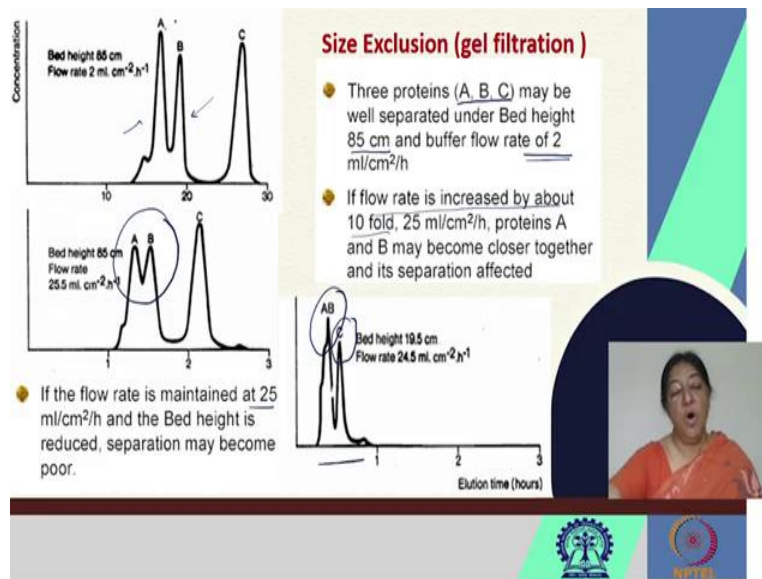 Size Exclusion (gel filtration )
Three proteins (A, B, C) may be
well separated under Bed height
85 cm and buffer flow rate of 2
ml/cm²/h
If flow rate is increased by about
10 fold, 25 ml/cm²/h, proteins A
and B may become closer together
and its separation affected
Concentration
Bed height 85 cm
Flow rate 2 ml. cm⁻².h⁻¹
A
B
C
10
20
30
Bed height 85 cm
Flow rate
25.5 ml. cm⁻².h⁻¹
A
B
C
1
2
3
If the flow rate is maintained at 25
ml/cm²/h and the Bed height is
reduced, separation may become
poor.
AB
C
Bed height 19.5 cm
Flow rate 24.5 ml. cm⁻².h⁻¹
1
2
3
Elution time (hours)
NPTEL